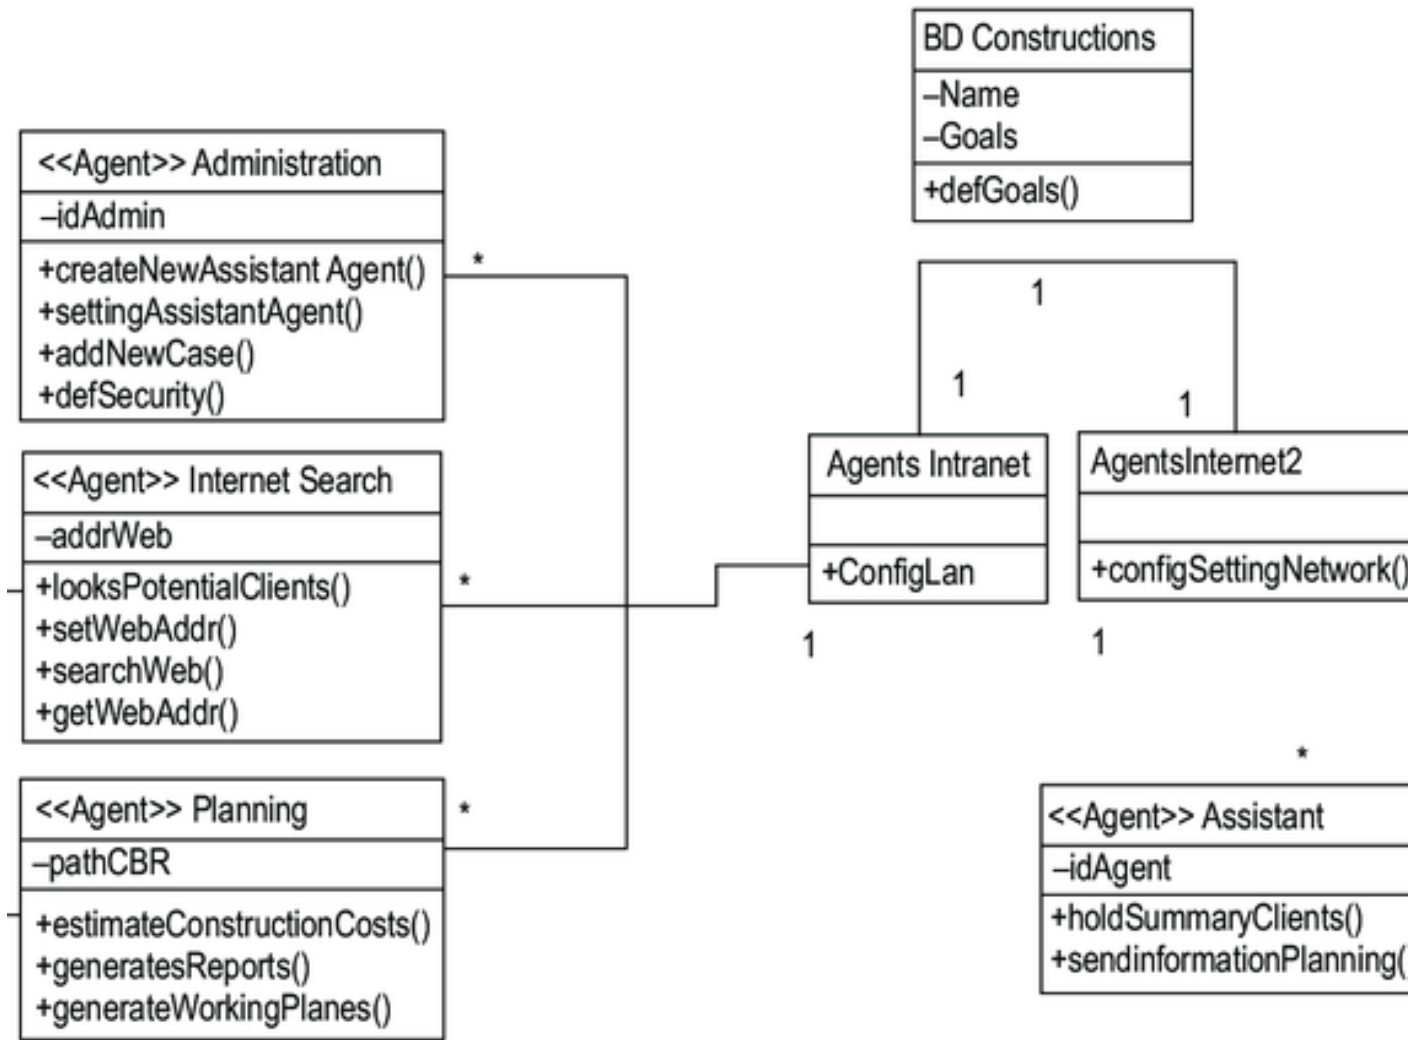 BD Constructions
–Name
–Goals
+defGoals()
<<Agent>> Administration
–idAdmin
+createNewAssistant Agent()
+settingAssistantAgent()
+addNewCase()
+defSecurity()
*
1
1
1
<<Agent>> Internet Search
–addrWeb
+looksPotentialClients()
+setWebAddr()
+searchWeb()
+getWebAddr()
*
Agents Intranet
+ConfigLan
1
AgentsInternet2
+configSettingNetwork()
1
<<Agent>> Planning
–pathCBR
+estimateConstructionCosts()
+generatesReports()
+generateWorkingPlanes()
*
*
<<Agent>> Assistant
–idAgent
+holdSummaryClients()
+sendinformationPlanning(